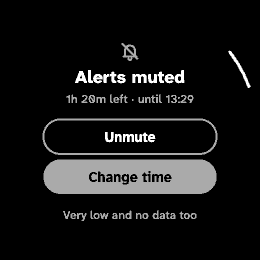 Alerts muted
1h 20m left · until 13:29
Unmute
Change time
Very low and no data too